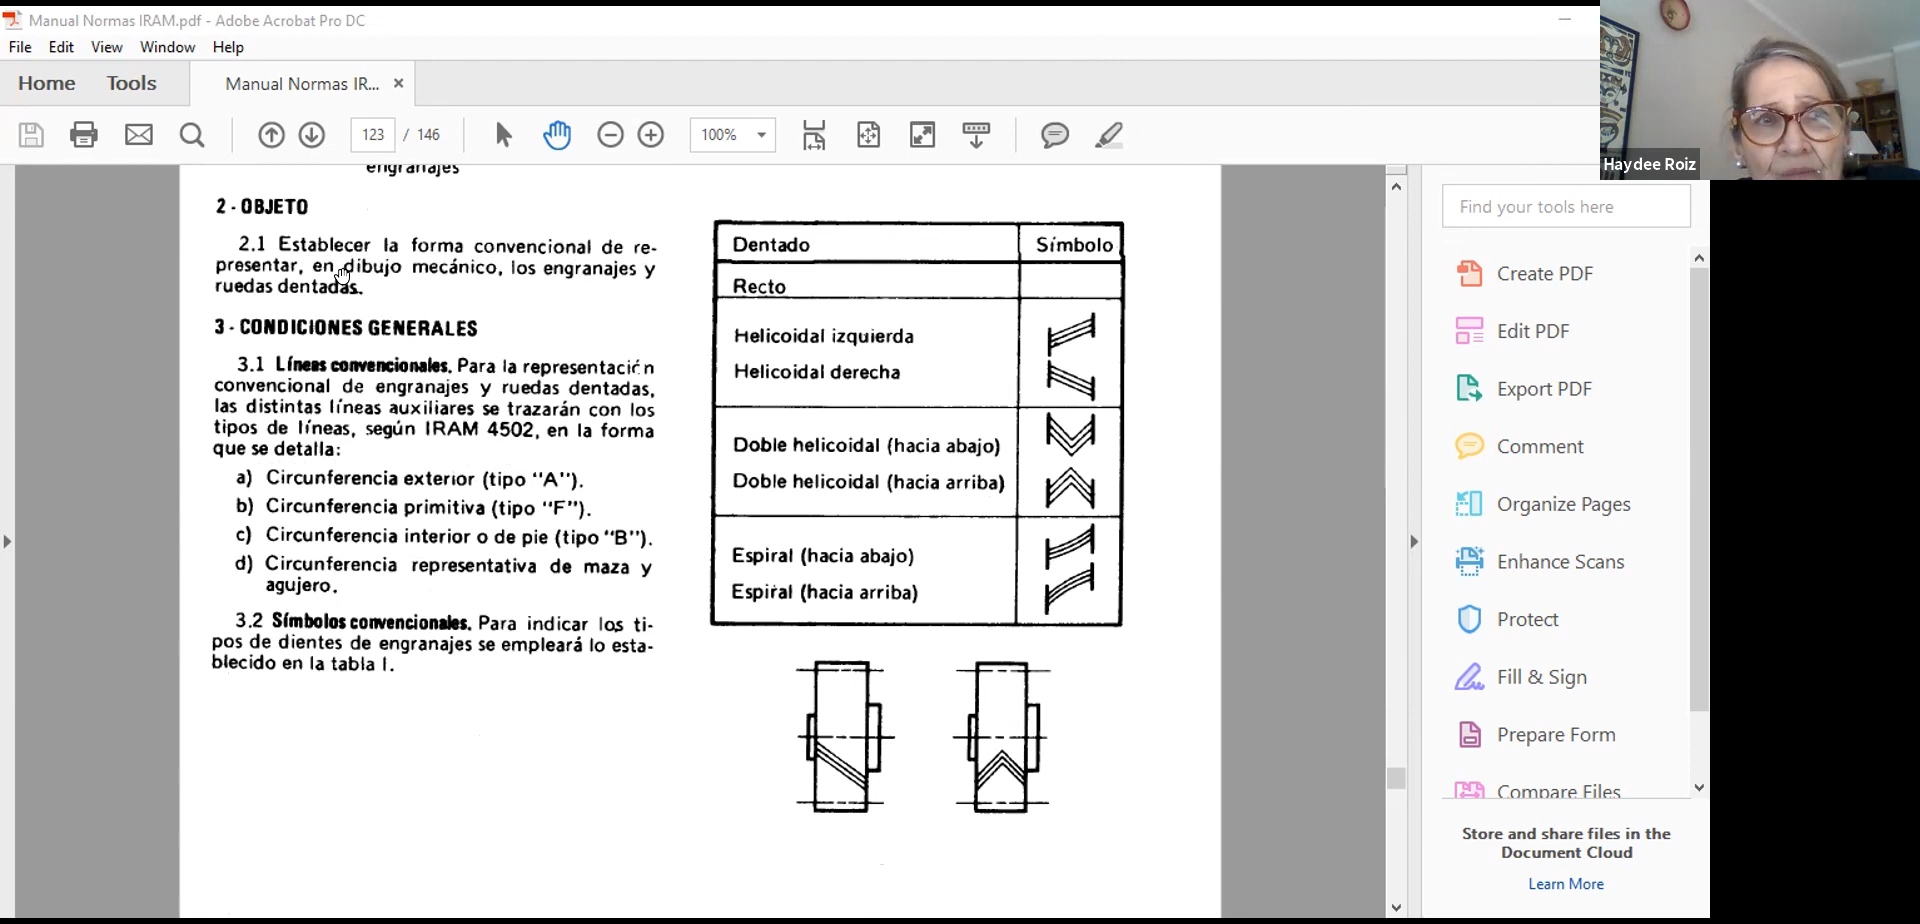 Manual Normas IRAM.pdf - Adobe Acrobat Pro DC
File Edit View Window Help
Home Tools Manual Normas IR... ×
123 / 146 100%
Haydee Roiz
engranajes
2 - OBJETO
2.1 Establecer la forma convencional de re-
presentar, en dibujo mecánico, los engranajes y
ruedas dentadas.
3 - CONDICIONES GENERALES
3.1 Líneas convencionales. Para la representación
convencional de engranajes y ruedas dentadas,
las distintas líneas auxiliares se trazarán con los
tipos de líneas, según IRAM 4502, en la forma
que se detalla:
a) Circunferencia exterior (tipo "A").
b) Circunferencia primitiva (tipo "F").
c) Circunferencia interior o de pie (tipo "B").
d) Circunferencia representativa de maza y
agujero.
3.2 Símbolos convencionales. Para indicar los ti-
pos de dientes de engranajes se empleará lo esta-
blecido en la tabla I.
Dentado Símbolo
Recto
Helicoidal izquierda
Helicoidal derecha
Doble helicoidal (hacia abajo)
Doble helicoidal (hacia arriba)
Espiral (hacia abajo)
Espiral (hacia arriba)
Find your tools here
Create PDF
Edit PDF
Export PDF
Comment
Organize Pages
Enhance Scans
Protect
Fill & Sign
Prepare Form
Compare Files
Store and share files in the
Document Cloud
Learn More